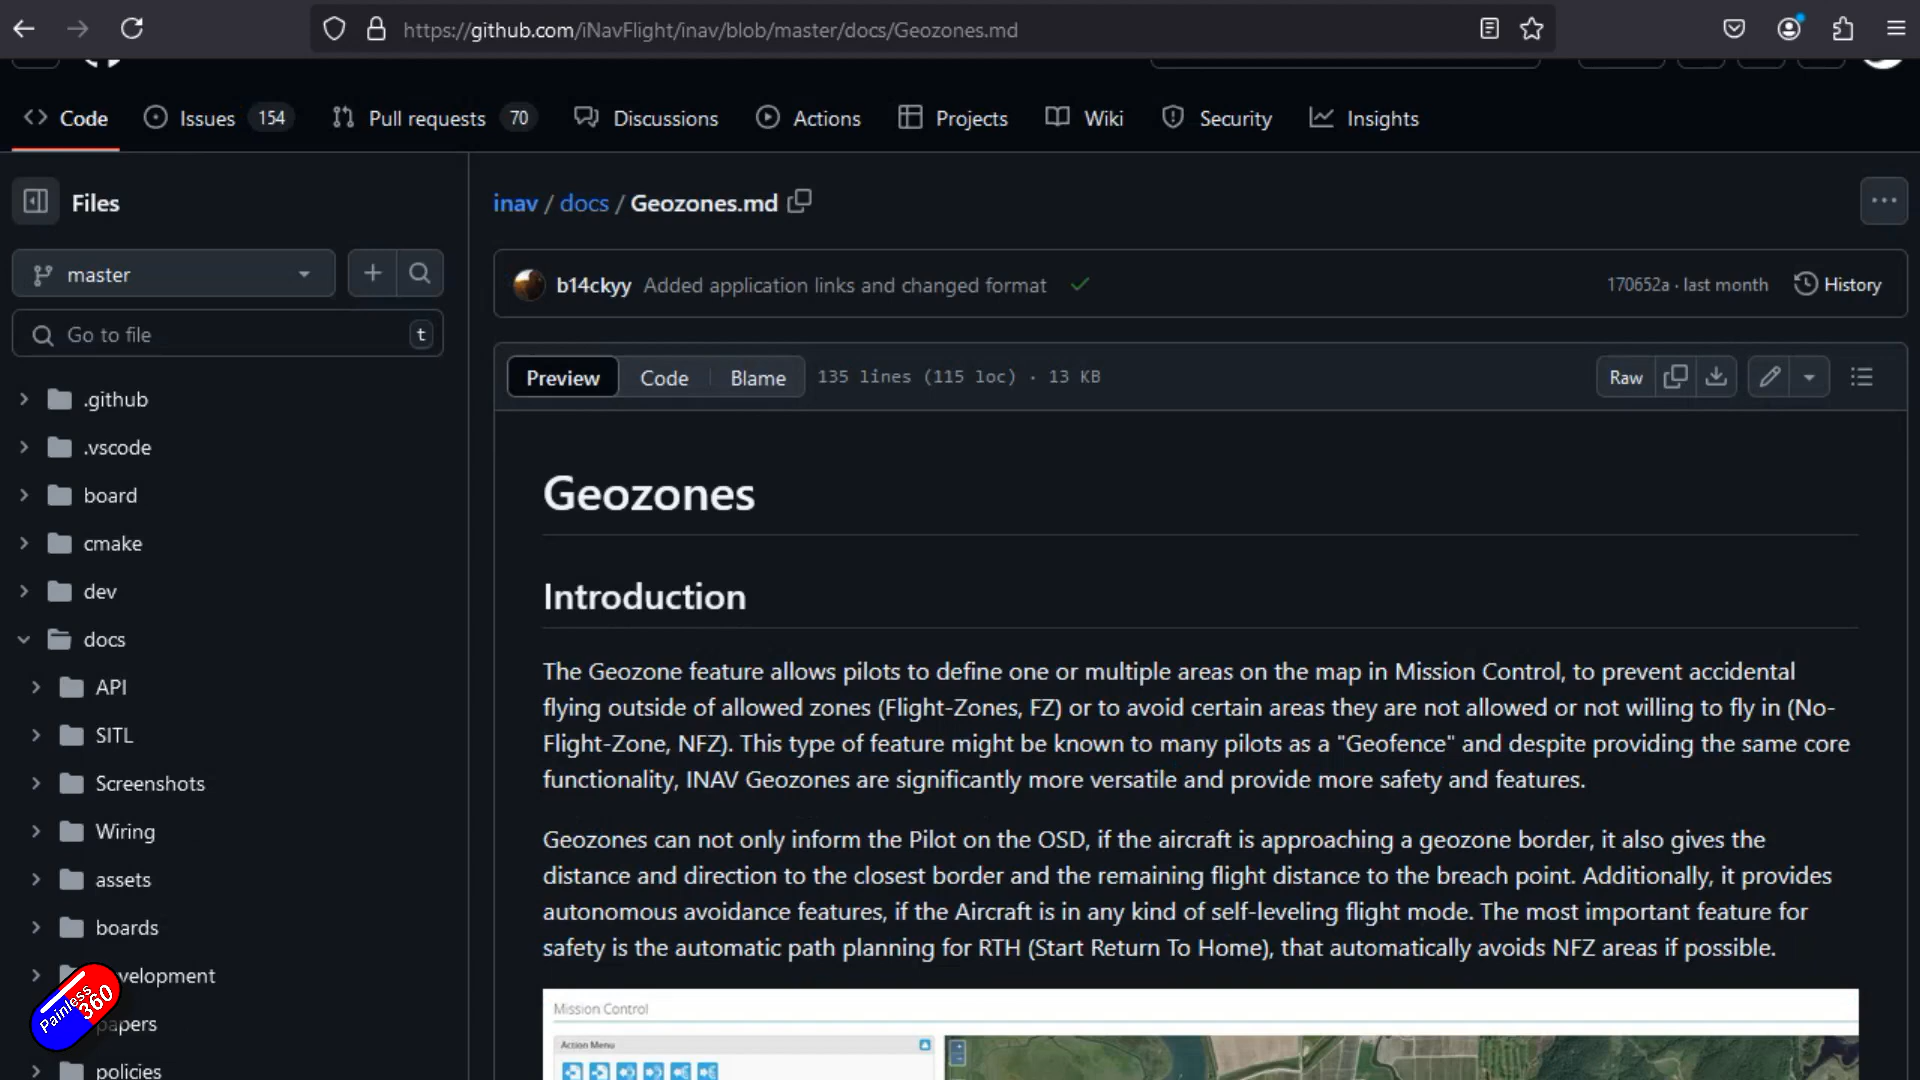 https://github.com/iNavFlight/inav/blob/master/docs/Geozones.md
Code
Issues 154
Pull requests 70
Discussions
Actions
Projects
Wiki
Security
Insights
Files
master
Go to file
t
.github
.vscode
board
cmake
dev
docs
API
SITL
Screenshots
Wiring
assets
boards
velopment
papers
policies
Painless
360
inav / docs / Geozones.md
b14ckyy Added application links and changed format
170652a · last month
History
Preview
Code
Blame
135 lines (115 loc) · 13 KB
Raw
Geozones
Introduction
The Geozone feature allows pilots to define one or multiple areas on the map in Mission Control, to prevent accidental
flying outside of allowed zones (Flight-Zones, FZ) or to avoid certain areas they are not allowed or not willing to fly in (No-
Flight-Zone, NFZ). This type of feature might be known to many pilots as a "Geofence" and despite providing the same core
functionality, INAV Geozones are significantly more versatile and provide more safety and features.
Geozones can not only inform the Pilot on the OSD, if the aircraft is approaching a geozone border, it also gives the
distance and direction to the closest border and the remaining flight distance to the breach point. Additionally, it provides
autonomous avoidance features, if the Aircraft is in any kind of self-leveling flight mode. The most important feature for
safety is the automatic path planning for RTH (Start Return To Home), that automatically avoids NFZ areas if possible.
Mission Control
Action Menu